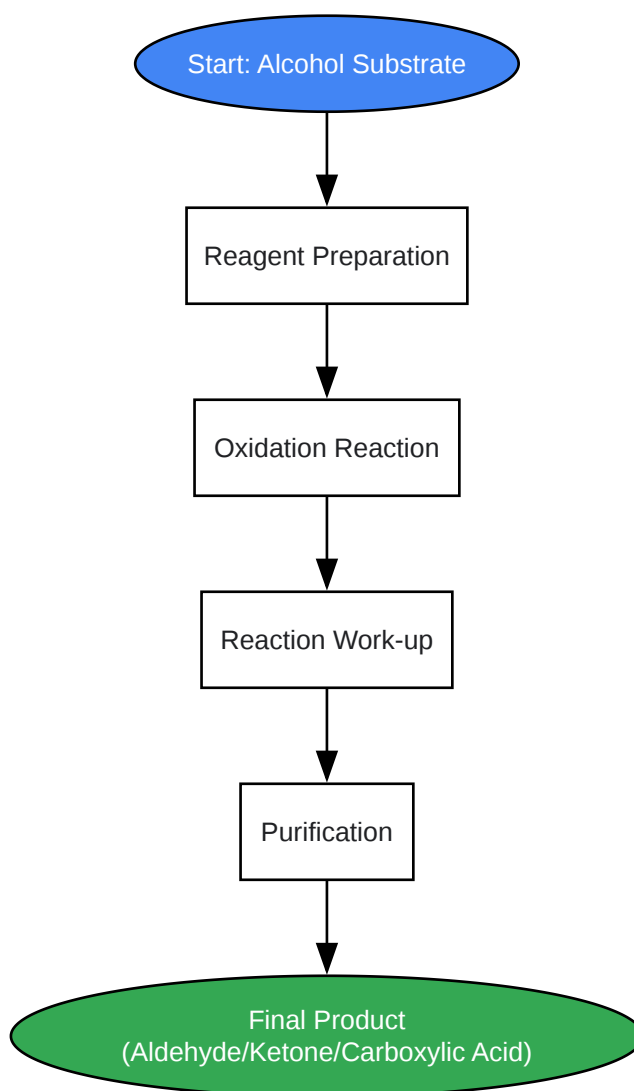 Start: Alcohol Substrate
Reagent Preparation
Oxidation Reaction
Reaction Work-up
Purification
Final Product
(Aldehyde/Ketone/Carboxylic Acid)